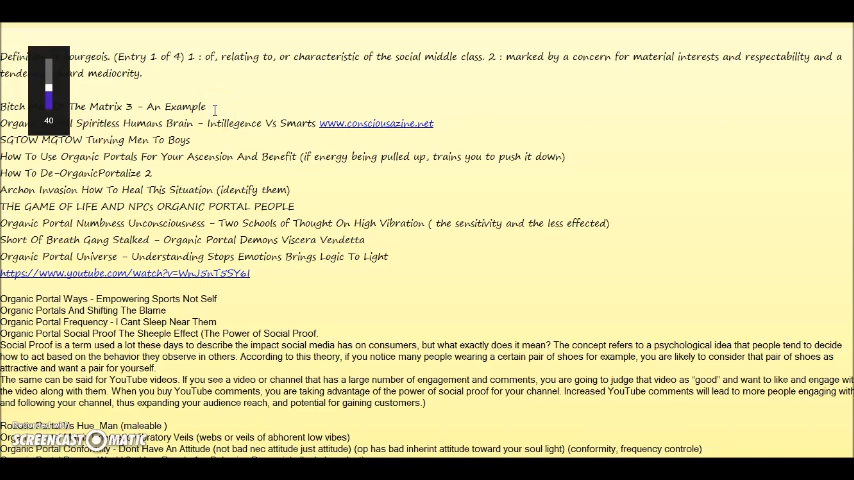 Defini ourgeois. (Entry 1 of 4) 1 : of, relating to, or characteristic of the social middle class. 2 : marked by a concern for material interests and respectability and a
tende ard mediocrity.
Bitch The Matrix 3 - An Example
Organ l Spiritless Humans Brain - Intillegence Vs Smarts www.consciousazine.net
SGTOW MGTOW Turning Men To Boys
How To Use Organic Portals For Your Ascension And Benefit (if energy being pulled up, trains you to push it down)
How To De-OrganicPortalize 2
Archon Invasion How To Heal This Situation (identify them)
THE GAME OF LIFE AND NPCs ORGANIC PORTAL PEOPLE
Organic Portal Numbness Unconsciousness - Two Schools of Thought On High Vibration ( the sensitivity and the less effected)
Short Of Breath Gang Stalked - Organic Portal Demons Viscera Vendetta
Organic Portal Universe - Understanding Stops Emotions Brings Logic To Light
https://www.youtube.com/watch?v=WnJSnTs5Y6I
Organic Portal Ways - Empowering Sports Not Self
Organic Portals And Shifting The Blame
Organic Portal Frequency - I Cant Sleep Near Them
Organic Portal Social Proof The Sheeple Effect (The Power of Social Proof.
Social Proof is a term used a lot these days to describe the impact social media has on consumers, but what exactly does it mean? The concept refers to a psychological idea that people tend to decide
how to act based on the behavior they observe in others. According to this theory, if you notice many people wearing a certain pair of shoes for example, you are likely to consider that pair of shoes as
attractive and want a pair for yourself.
The same can be said for YouTube videos. If you see a video or channel that has a large number of engagement and comments, you are going to judge that video as "good" and want to like and engage wit
the video along with them. When you buy YouTube comments, you are taking advantage of the power of social proof for your channel. Increased YouTube comments will lead to more people engaging with
and following your channel, thus expanding your audience reach, and potential for gaining customers.)
Vs Hue_Man (maleable )
ratory Veils (webs or veils of abhorent low vibes)
Organic Portal Conformity - Dont Have An Attitude (not bad nec attitude just attitude) (op has bad inherint attitude toward your soul light) (conformity, frequency controle)
40
SCREENCAST MATIC